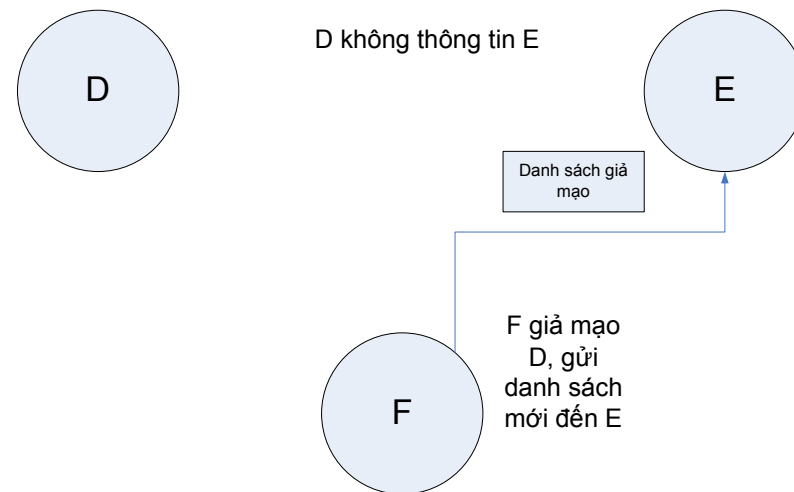 D không thông tin E
D
E
Danh sách giả
mạo
F giả mạo
D, gửi
danh sách
mới đến E
F